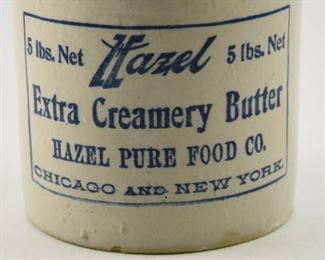 5 lbs. Net Hazel 5 lbs. Net
Extra Creamery Butter
HAZEL PURE FOOD CO.
CHICAGO AND NEW YORK